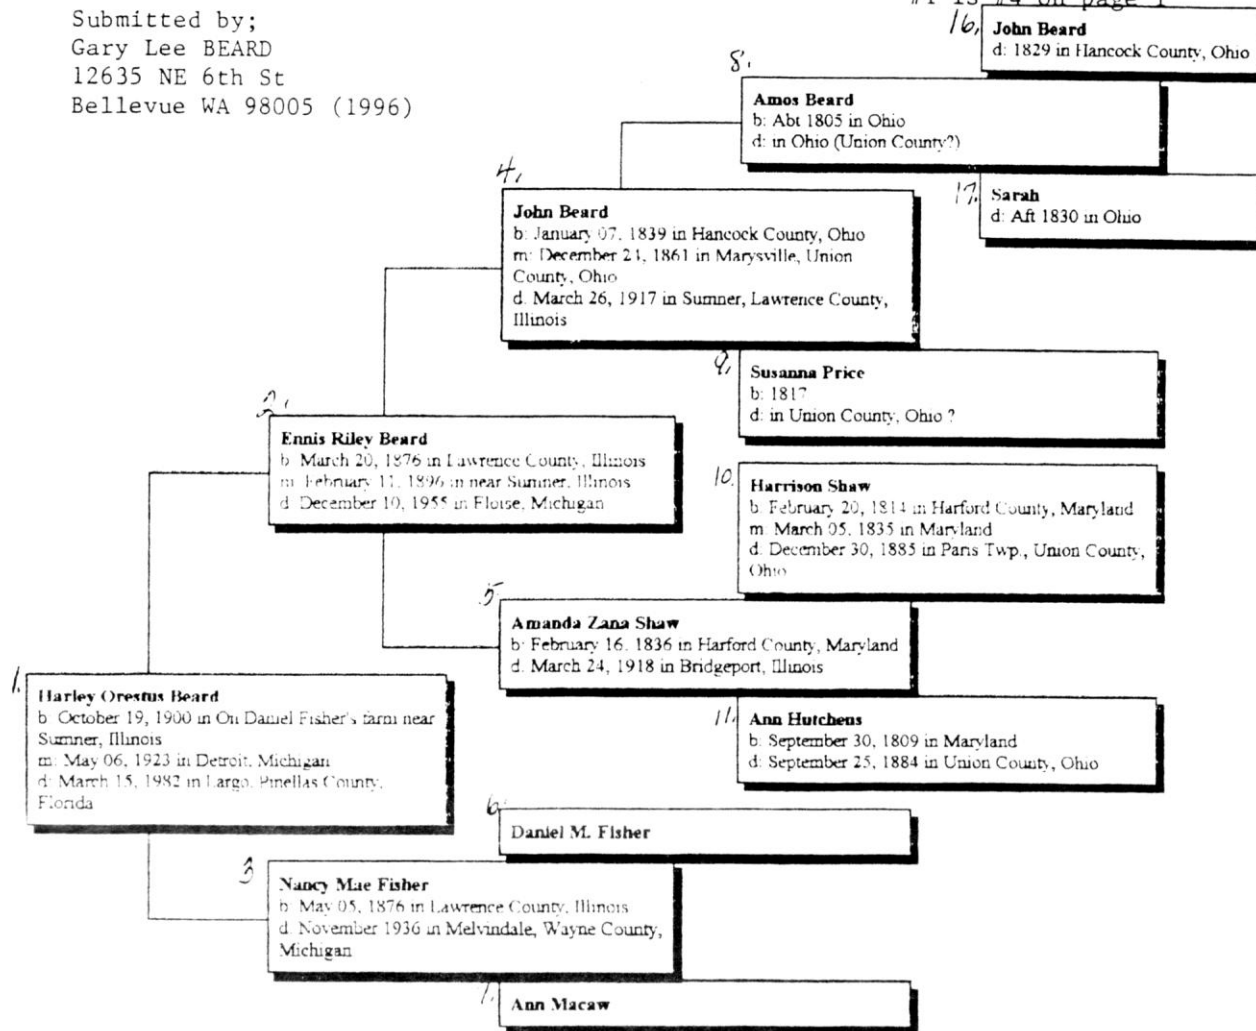 Submitted by;
Gary Lee BEARD
12635 NE 6th St
Bellevue WA 98005 (1996)
#1 is #4 on page 1
16.
John Beard
d: 1829 in Hancock County, Ohio
8.
Amos Beard
b: Abt 1805 in Ohio
d: in Ohio (Union County?)
17.
Sarah
d: Aft 1830 in Ohio
4.
John Beard
b: January 07, 1839 in Hancock County, Ohio
m: December 21, 1861 in Marysville, Union
County, Ohio
d: March 26, 1917 in Sumner, Lawrence County,
Illinois
9.
Susanna Price
b: 1817
d: in Union County, Ohio ?
2.
Ennis Riley Beard
b: March 20, 1876 in Lawrence County, Illinois
m: February 11, 1896 in near Sumner, Illinois
d: December 10, 1955 in Eloise, Michigan
10.
Harrison Shaw
b: February 20, 1814 in Harford County, Maryland
m: March 05, 1835 in Maryland
d: December 30, 1885 in Paris Twp., Union County,
Ohio
5
Amanda Zana Shaw
b: February 16, 1836 in Harford County, Maryland
d: March 24, 1918 in Bridgeport, Illinois
11.
Ann Hutchens
b: September 30, 1809 in Maryland
d: September 25, 1884 in Union County, Ohio
1.
Harley Orestus Beard
b: October 19, 1900 in On Daniel Fisher's farm near
Sumner, Illinois
m: May 06, 1923 in Detroit, Michigan
d: March 15, 1982 in Largo, Pinellas County,
Florida
6.
Daniel M. Fisher
3
Nancy Mae Fisher
b: May 05, 1876 in Lawrence County, Illinois
d: November 1936 in Melvindale, Wayne County,
Michigan
7.
Ann Macaw